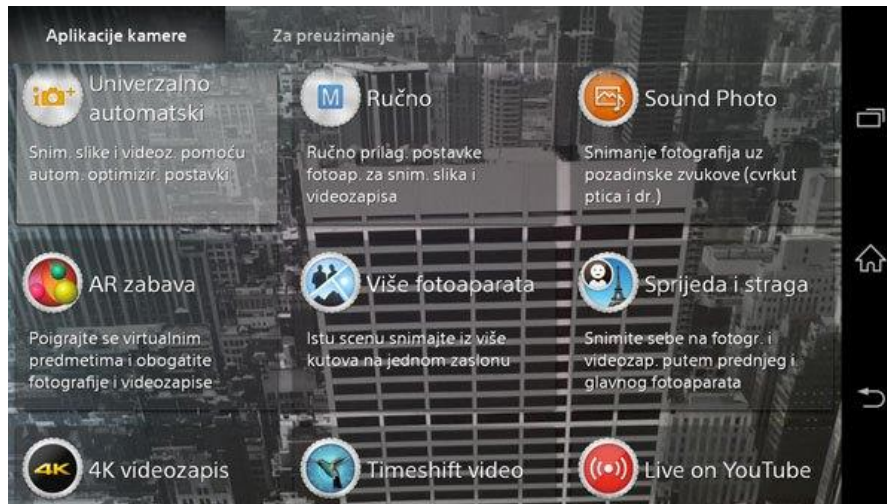 Aplikacije kamere
Za preuzimanje
Univerzalno
automatski
Snim. slike i videoz. pomoću
autom. optimizir. postavki
M
Ručno
Ručno prilag. postavke
fotoap. za snim. slika i
videozapisa
Sound Photo
Snimanje fotografija uz
pozadinske zvukove (cvrkut
ptica i dr.)
AR zabava
Poigrajte se virtualnim
predmetima i obogatite
fotografije i videozapise
Više fotoaparata
Istu scenu snimajte iz više
kutova na jednom zaslonu
Sprijeda i straga
Snimite sebe na fotogr. i
videozap. putem prednjeg i
glavnog fotoaparata
4K
4K videozapis
Timeshift video
Live on YouTube